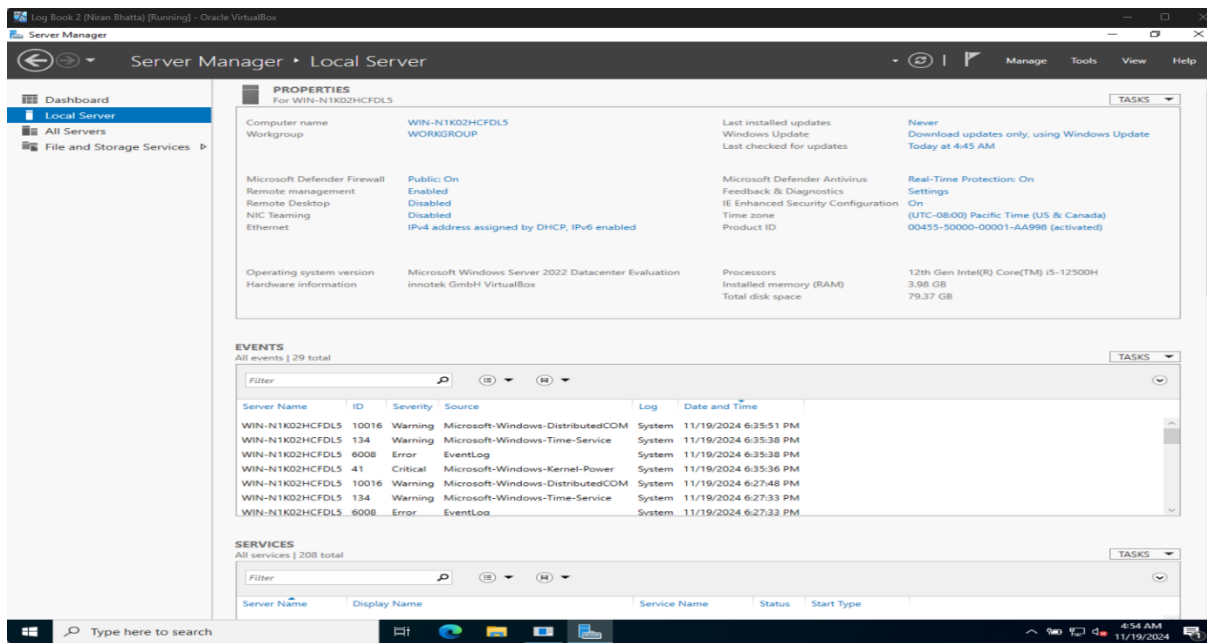 Log Book 2 (Niran Bhatta) [Running] - Oracle VirtualBox
Server Manager
Server Manager ‣ Local Server
Manage Tools View Help
Dashboard
Local Server
All Servers
File and Storage Services
PROPERTIES
For WIN-N1K02HCFDL5
TASKS
Computer name WIN-N1K02HCFDL5 Last installed updates Never
Workgroup WORKGROUP Windows Update Download updates only, using Windows Update
Last checked for updates Today at 4:45 AM
Microsoft Defender Firewall Public: On Microsoft Defender Antivirus Real-Time Protection: On
Remote management Enabled Feedback & Diagnostics Settings
Remote Desktop Disabled IE Enhanced Security Configuration On
NIC Teaming Disabled Time zone (UTC-08:00) Pacific Time (US & Canada)
Ethernet IPv4 address assigned by DHCP, IPv6 enabled Product ID 00455-50000-00001-AA998 (activated)
Operating system version Microsoft Windows Server 2022 Datacenter Evaluation Processors 12th Gen Intel(R) Core(TM) i5-12500H
Hardware information innotek GmbH VirtualBox Installed memory (RAM) 3.98 GB
Total disk space 79.37 GB
EVENTS
All events | 29 total
TASKS
Filter
Server Name ID Severity Source Log Date and Time
WIN-N1K02HCFDL5 10016 Warning Microsoft-Windows-DistributedCOM System 11/19/2024 6:35:51 PM
WIN-N1K02HCFDL5 134 Warning Microsoft-Windows-Time-Service System 11/19/2024 6:35:38 PM
WIN-N1K02HCFDL5 6008 Error EventLog System 11/19/2024 6:35:38 PM
WIN-N1K02HCFDL5 41 Critical Microsoft-Windows-Kernel-Power System 11/19/2024 6:35:36 PM
WIN-N1K02HCFDL5 10016 Warning Microsoft-Windows-DistributedCOM System 11/19/2024 6:27:48 PM
WIN-N1K02HCFDL5 134 Warning Microsoft-Windows-Time-Service System 11/19/2024 6:27:33 PM
WIN-N1K02HCFDL5 6008 Error EventLog System 11/19/2024 6:27:33 PM
SERVICES
All services | 208 total
TASKS
Filter
Server Name Display Name Service Name Status Start Type
Type here to search
4:54 AM
11/19/2024